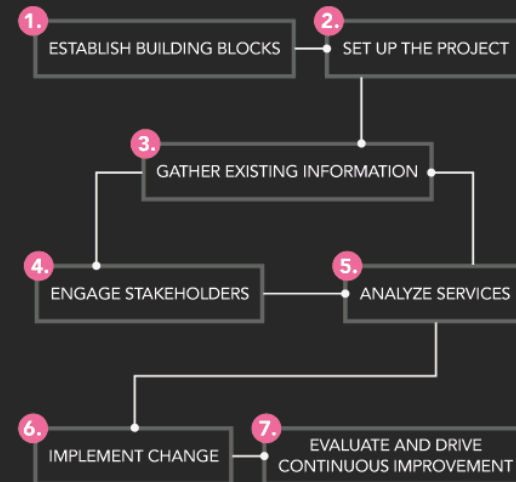 1.
ESTABLISH BUILDING BLOCKS
2.
SET UP THE PROJECT
3.
GATHER EXISTING INFORMATION
4.
ENGAGE STAKEHOLDERS
5.
ANALYZE SERVICES
6.
IMPLEMENT CHANGE
7.
EVALUATE AND DRIVE
CONTINUOUS IMPROVEMENT